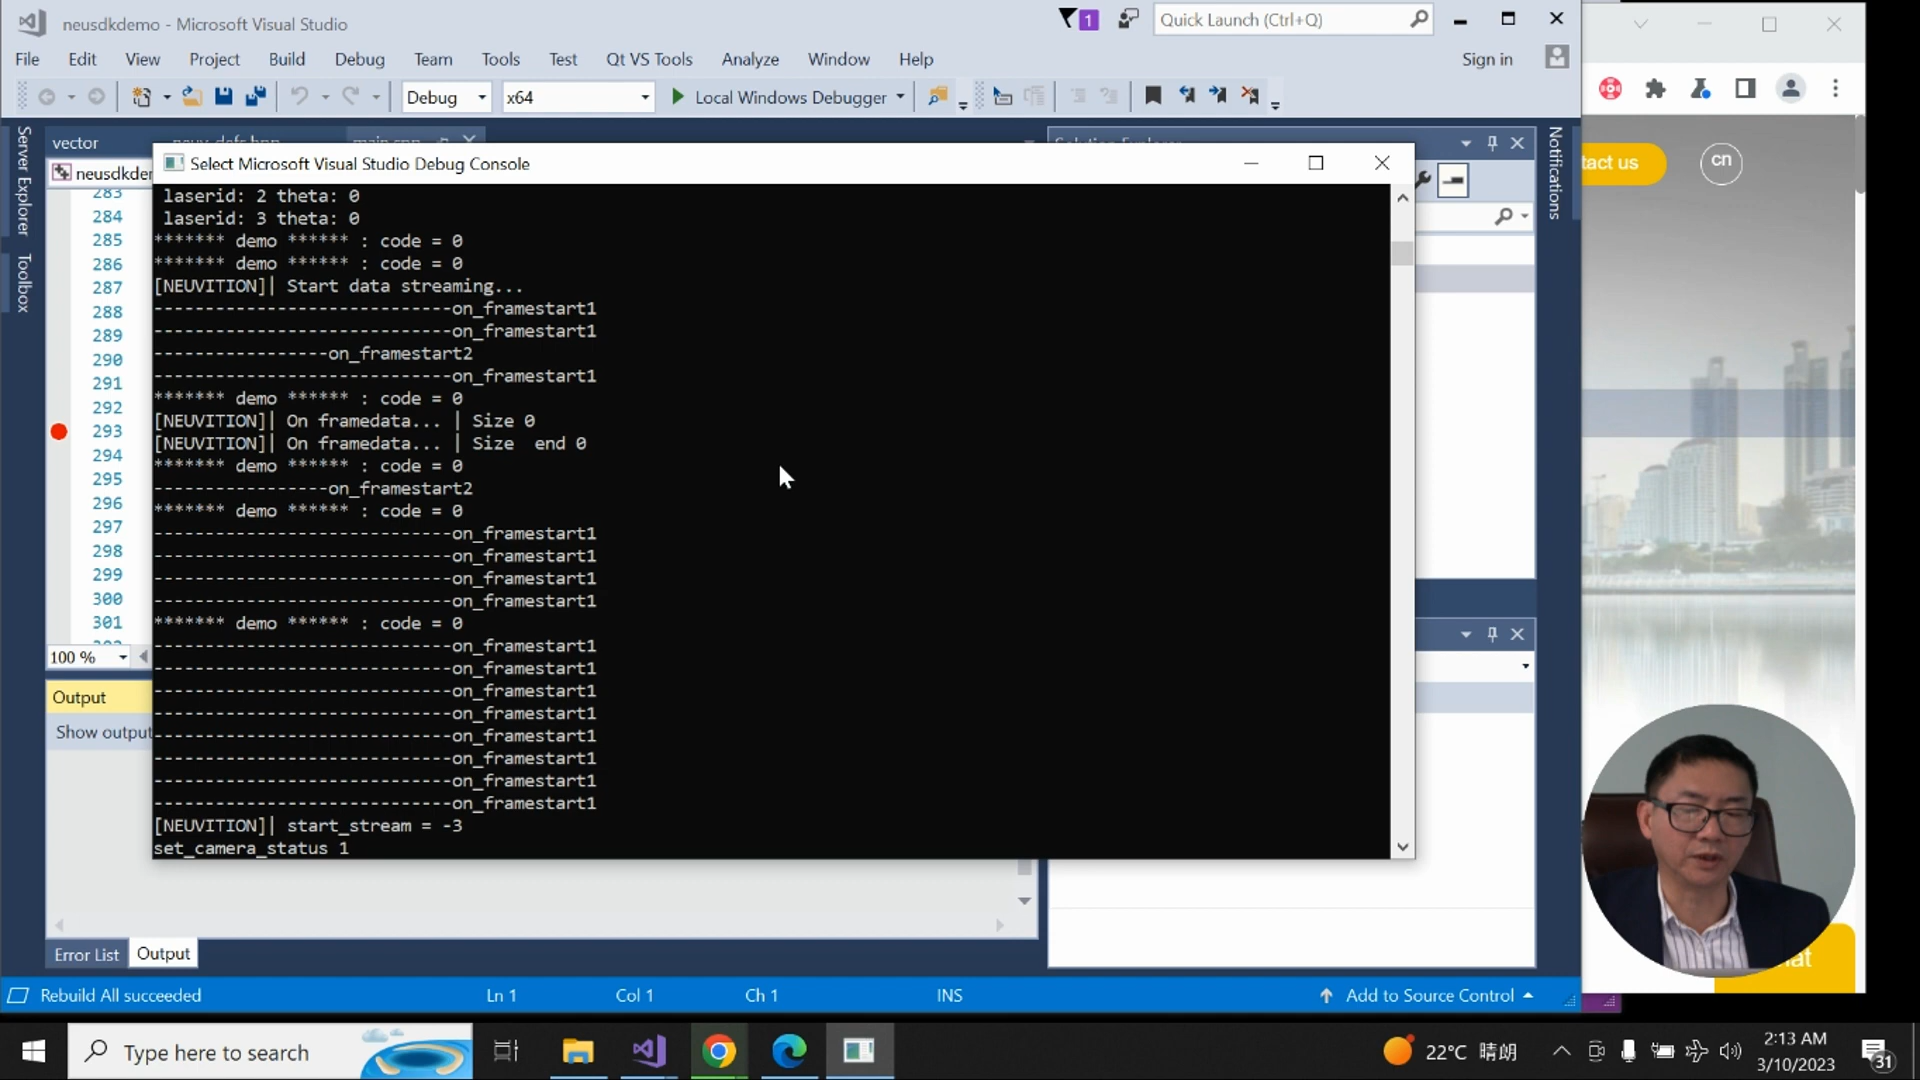 neusdkdemo - Microsoft Visual Studio
1
Quick Launch (Ctrl+Q)
File Edit View Project Build Debug Team Tools Test Qt VS Tools Analyze Window Help
Sign in
Debug x64 Local Windows Debugger
Server Explorer
Toolbox
vector
Notifications
tact us
cn
neusdkde
283
284
285
286
287
288
289
290
291
292
293
294
295
296
297
298
299
300
301
100 %
Select Microsoft Visual Studio Debug Console
laserid: 2 theta: 0
laserid: 3 theta: 0
******* demo ****** : code = 0
******* demo ****** : code = 0
[NEUVITION]| Start data streaming...
-----------------------------on_framestart1
-----------------------------on_framestart1
-----------------on_framestart2
-----------------------------on_framestart1
******* demo ****** : code = 0
[NEUVITION]| On framedata... | Size 0
[NEUVITION]| On framedata... | Size  end 0
******* demo ****** : code = 0
-----------------on_framestart2
******* demo ****** : code = 0
-----------------------------on_framestart1
-----------------------------on_framestart1
-----------------------------on_framestart1
-----------------------------on_framestart1
******* demo ****** : code = 0
-----------------------------on_framestart1
-----------------------------on_framestart1
-----------------------------on_framestart1
-----------------------------on_framestart1
-----------------------------on_framestart1
-----------------------------on_framestart1
-----------------------------on_framestart1
-----------------------------on_framestart1
[NEUVITION]| start_stream = -3
set_camera_status 1
Output
Show output
Error List Output
Rebuild All succeeded Ln 1 Col 1 Ch 1 INS Add to Source Control
Type here to search
22°C 晴朗
2:13 AM
3/10/2023
31